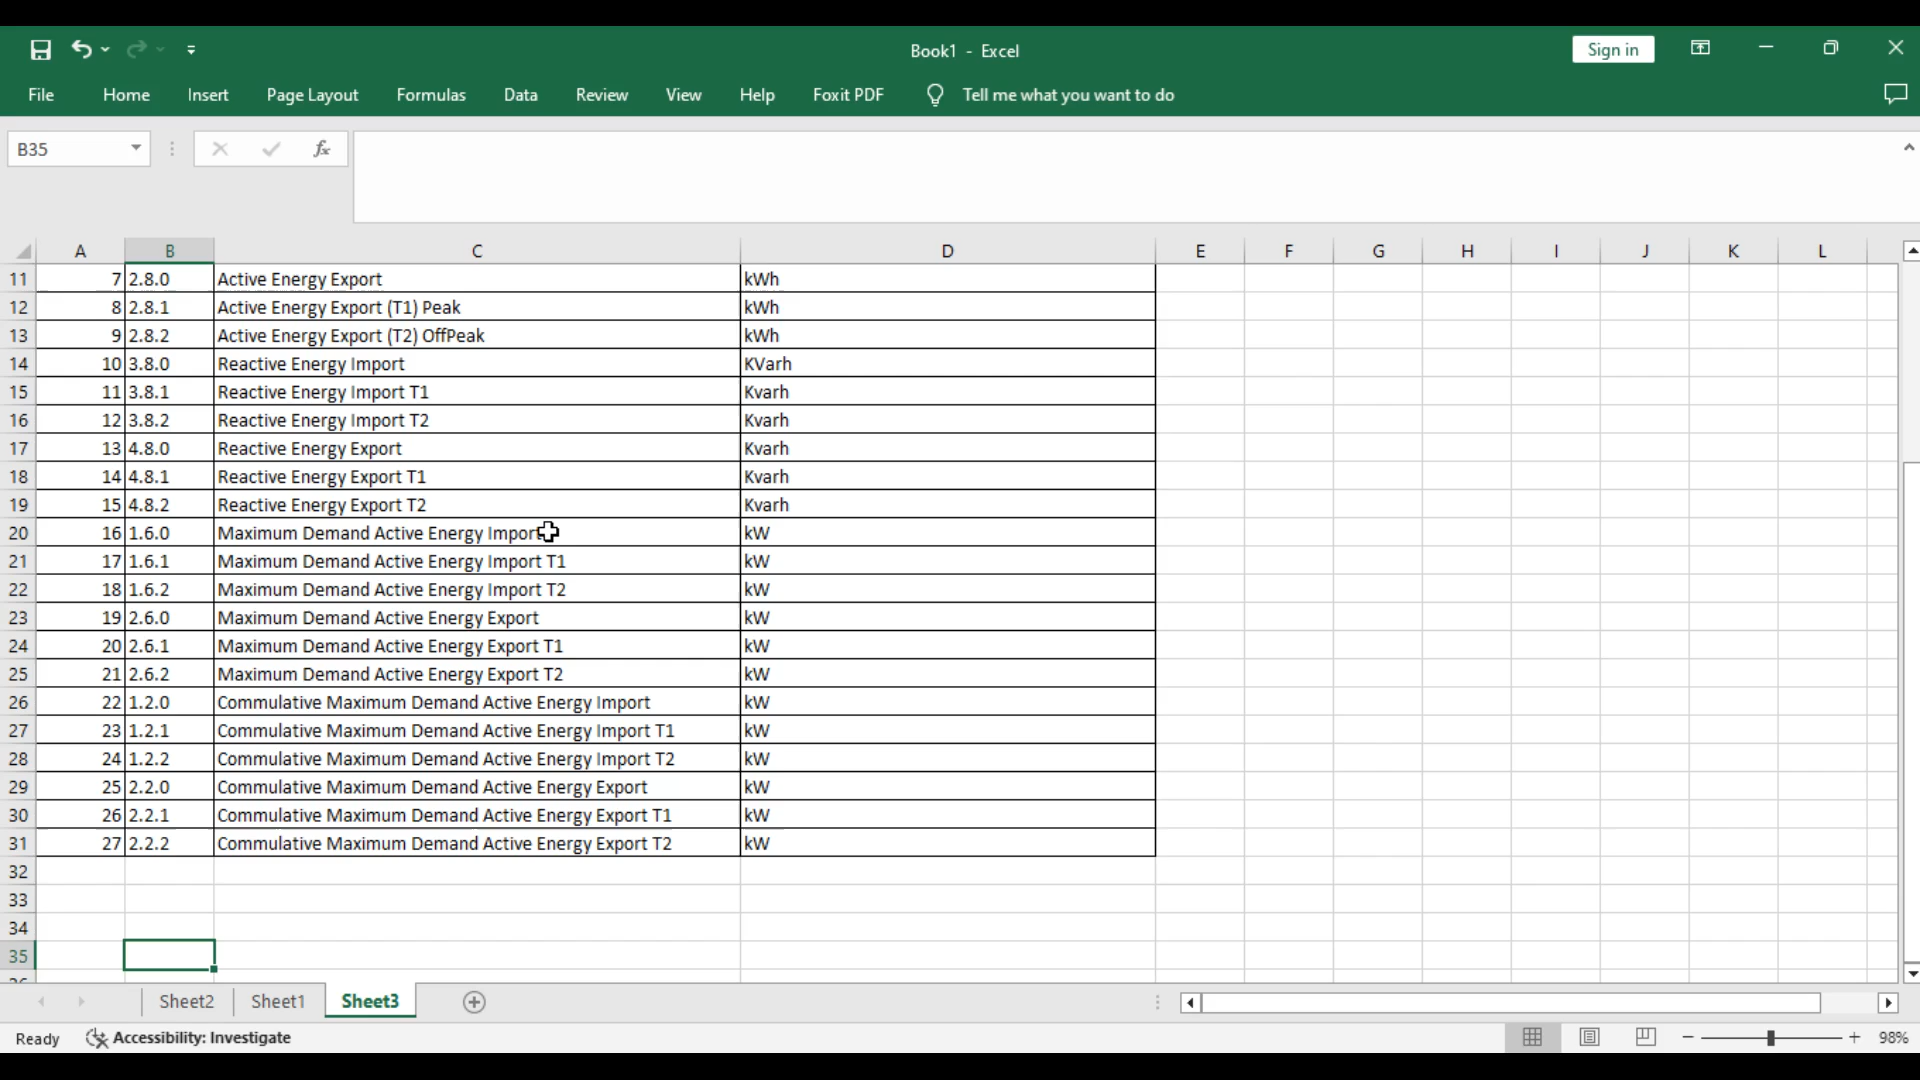 Book1 - Excel
Sign in
File Home Insert Page Layout Formulas Data Review View Help Foxit PDF Tell me what you want to do
B35 fx
A B C D E F G H I J K L
11 7 2.8.0 Active Energy Export kWh
12 8 2.8.1 Active Energy Export (T1) Peak kWh
13 9 2.8.2 Active Energy Export (T2) OffPeak kWh
14 10 3.8.0 Reactive Energy Import KVarh
15 11 3.8.1 Reactive Energy Import T1 Kvarh
16 12 3.8.2 Reactive Energy Import T2 Kvarh
17 13 4.8.0 Reactive Energy Export Kvarh
18 14 4.8.1 Reactive Energy Export T1 Kvarh
19 15 4.8.2 Reactive Energy Export T2 Kvarh
20 16 1.6.0 Maximum Demand Active Energy Import kW
21 17 1.6.1 Maximum Demand Active Energy Import T1 kW
22 18 1.6.2 Maximum Demand Active Energy Import T2 kW
23 19 2.6.0 Maximum Demand Active Energy Export kW
24 20 2.6.1 Maximum Demand Active Energy Export T1 kW
25 21 2.6.2 Maximum Demand Active Energy Export T2 kW
26 22 1.2.0 Commulative Maximum Demand Active Energy Import kW
27 23 1.2.1 Commulative Maximum Demand Active Energy Import T1 kW
28 24 1.2.2 Commulative Maximum Demand Active Energy Import T2 kW
29 25 2.2.0 Commulative Maximum Demand Active Energy Export kW
30 26 2.2.1 Commulative Maximum Demand Active Energy Export T1 kW
31 27 2.2.2 Commulative Maximum Demand Active Energy Export T2 kW
32
33
34
35
Sheet2 Sheet1 Sheet3
Ready Accessibility: Investigate 98%